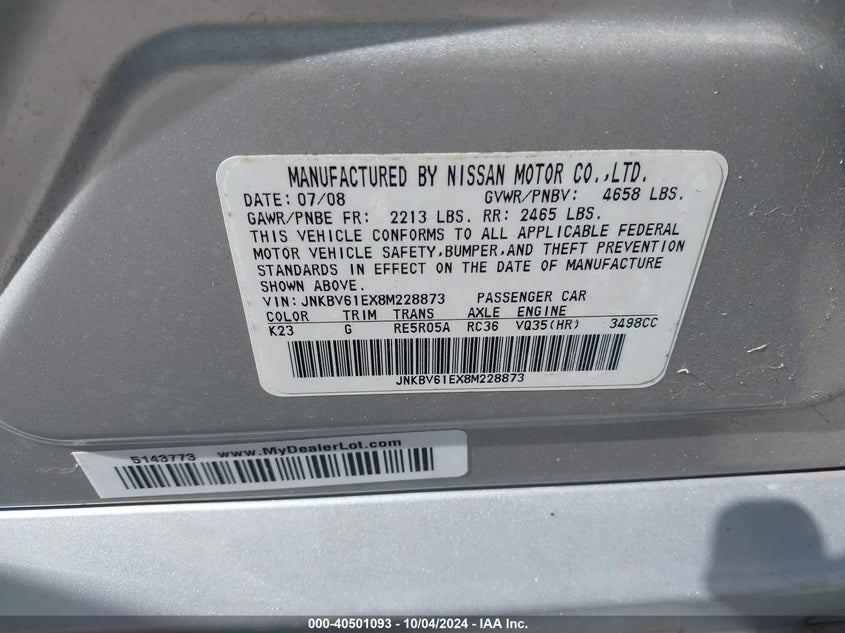 MANUFACTURED BY NISSAN MOTOR CO.,LTD.
DATE: 07/08 GVWR/PNBV: 4658 LBS.
GAWR/PNBE FR: 2213 LBS. RR: 2465 LBS.
THIS VEHICLE CONFORMS TO ALL APPLICABLE FEDERAL
MOTOR VEHICLE SAFETY,BUMPER,AND THEFT PREVENTION
STANDARDS IN EFFECT ON THE DATE OF MANUFACTURE
SHOWN ABOVE.
VIN: JNKBV61EX8M228873 PASSENGER CAR
COLOR TRIM TRANS AXLE ENGINE
K23 G RE5R05A RC36 VQ35(HR) 3498CC
JNKBV61EX8M228873
5143773 www.MyDealerLot.com
000-40501093 - 10/04/2024 - IAA Inc.